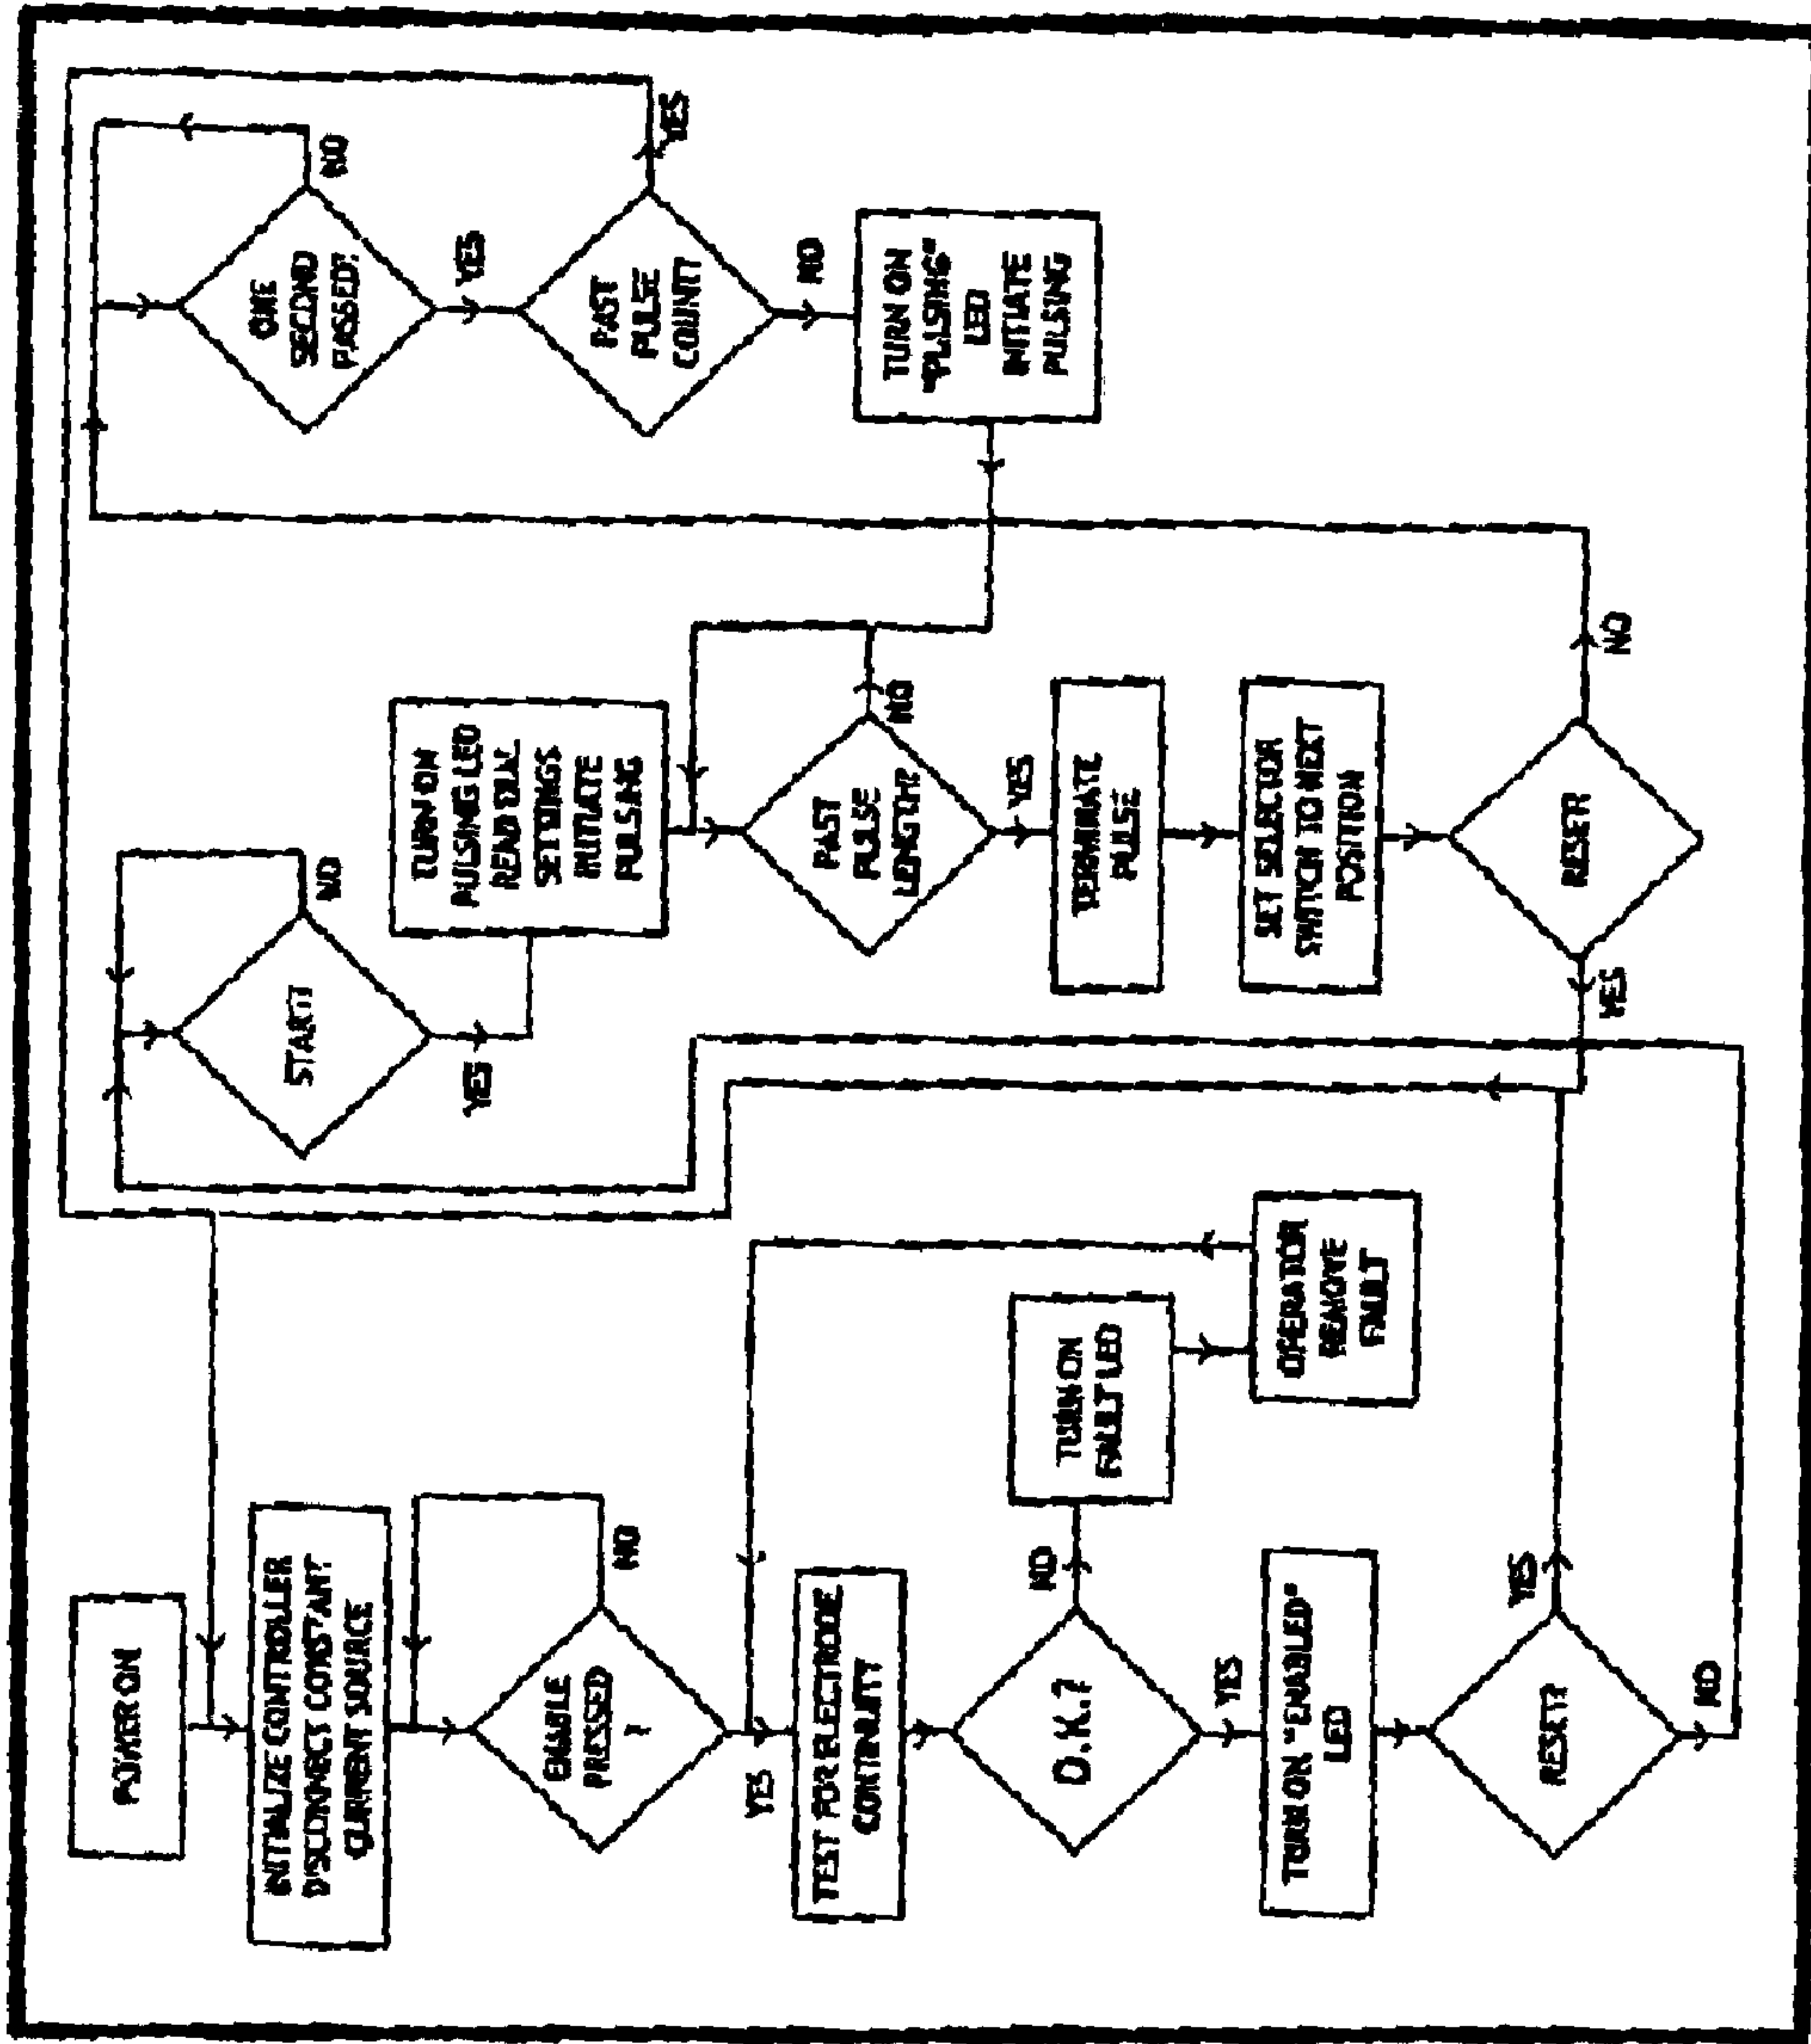 POWER ON
INITIALIZE CONTROLLER
DISCONNECT CONSTANT
CURRENT SOURCE
ENABLE
PRESSED
?
NO
YES
TEST FOR ELECTRODE
CONTINUITY
O.K.?
NO
TURN ON
FAULT LED
OPERATOR
REMOVE
FAULT
YES
TURN ON "ENABLED"
LED
RESET?
YES
NO
START?
NO
YES
TURN ON
PULSING LED
READ DIAL
SETTINGS
INITIATE
PULSING
PAST
PULSE
LENGTH?
NO
YES
TERMINATE
PULSE
SET SELECTOR
SWITCH TO NEXT
POSITION
RESET?
YES
NO
ONE
SECOND
PASSED?
NO
YES
PAST
PULSE
COUNT?
YES
NO
TURN ON
"PULSING"
LED
INITIATE
PULSING